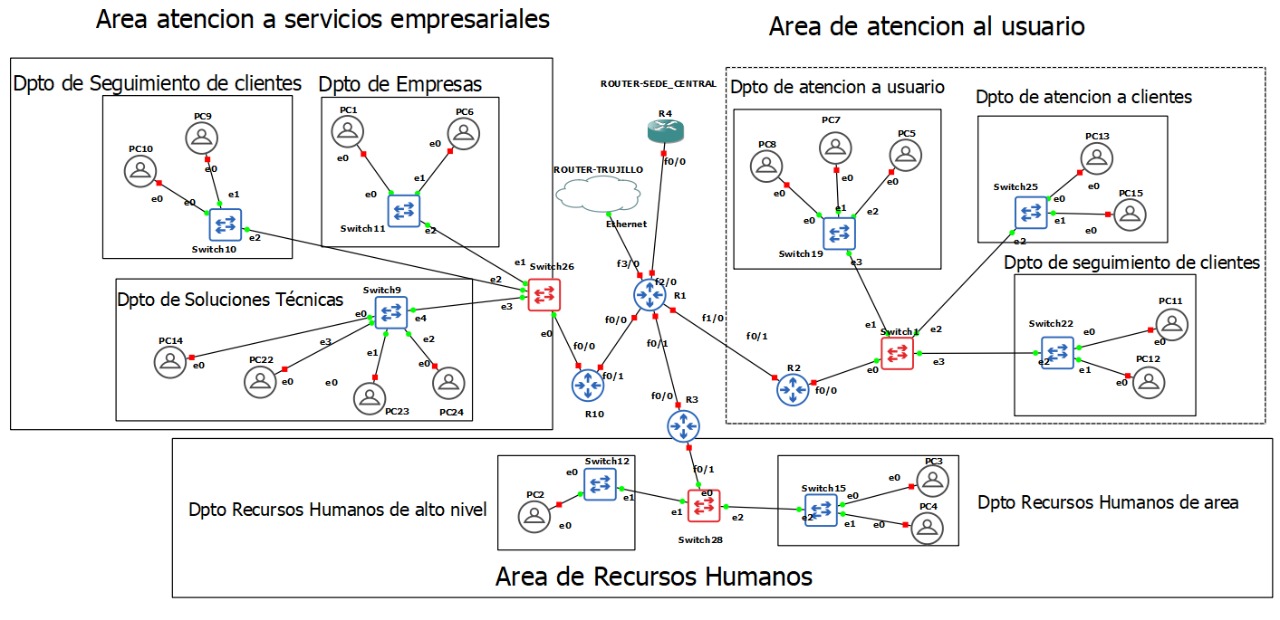 Area atencion a servicios empresariales
Area de atencion al usuario
Dpto de Seguimiento de clientes
Dpto de Empresas
PC9
PC10
e0
e0
e0
e1
e2
Switch10
PC1
PC6
e0
e0
e0
e1
Switch11
e2
Dpto de Soluciones Técnicas
Switch9
e0
e4
e3
e1
e2
PC14
e0
PC22
e0
e0
PC23
e0
PC24
e1
Switch26
e2
e3
e0
f0/0
f0/1
R10
ROUTER-SEDE_CENTRAL
R4
f0/0
ROUTER-TRUJILLO
Ethernet
f3/0
f2/0
R1
f0/0
f0/1
f1/0
f0/1
R2
f0/0
f0/0
R3
f0/1
Dpto de atencion a usuario
PC7
PC8
PC5
e0
e0
e0
e0
e1
e2
Switch19
e3
Dpto de atencion a clientes
PC13
Switch25
e0
e0
PC15
e1
e0
e2
Dpto de seguimiento de clientes
PC11
Switch22
e0
e0
e2
e1
PC12
e0
e1
e2
Switch1
e0
e3
Dpto Recursos Humanos de alto nivel
Switch12
e0
e1
PC2
e0
e0
e1
e2
Switch28
Switch15
e2
e0
e1
PC3
e0
PC4
e0
Dpto Recursos Humanos de area
Area de Recursos Humanos